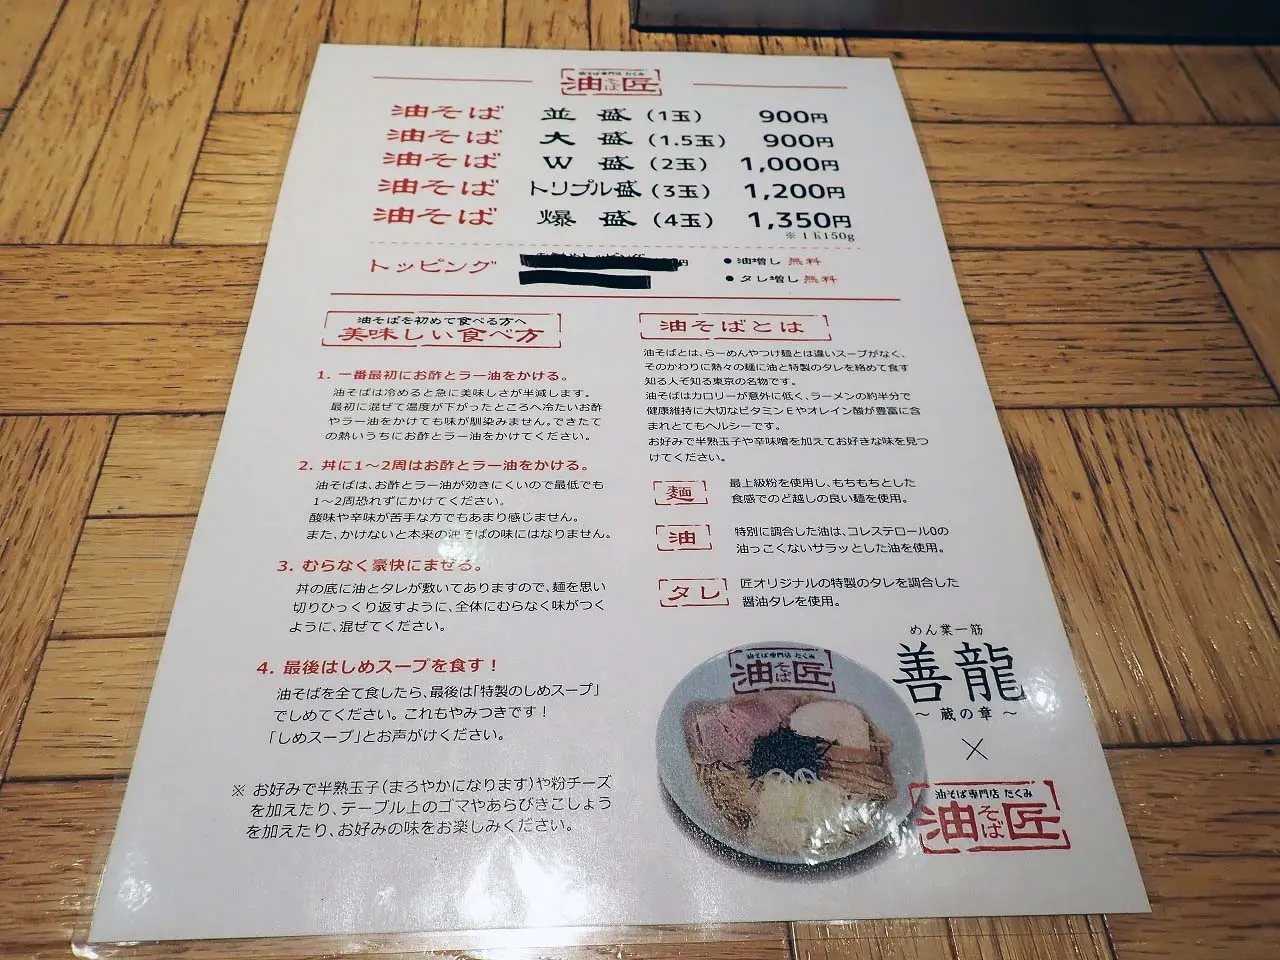 油そば専門店 たくみ
油そば匠
油そば 並 盛 (1玉) 900円
油そば 大 盛 (1.5玉) 900円
油そば W 盛 (2玉) 1,000円
油そば トリプル盛 (3玉) 1,200円
油そば 爆 盛 (4玉) 1,350円
※1玉150g
トッピング
●油増し 無料
●タレ増し 無料
油そばを初めて食べる方へ
美味しい食べ方
1. 一番最初にお酢とラー油をかける。
油そばは冷めると急に美味しさが半減します。
最初に混ぜて温度が下がったところへ冷たいお酢
やラー油をかけても味が馴染みません。できたて
の熱いうちにお酢とラー油をかけてください。
2. 丼に1~2周はお酢とラー油をかける。
油そばは、お酢とラー油が効きにくいので最低でも
1~2周恐れずにかけてください。
酸味や辛味が苦手な方でもあまり感じません。
また、かけないと本来の油そばの味にはなりません。
3. むらなく豪快にまぜる。
丼の底に油とタレが敷いてありますので、麺を思い
切りひっくり返すように、全体にむらなく味がつく
ように、混ぜてください。
4. 最後はしめスープを食す!
油そばを全て食したら、最後は「特製のしめスープ」
でしめてください。これもやみつきです!
「しめスープ」とお声がけください。
※ お好みで半熟玉子(まろやかになります)や粉チーズ
を加えたり、テーブル上のゴマやあらびきこしょう
を加えたり、お好みの味をお楽しみください。
油そばとは
油そばとは、らーめんやつけ麺とは違いスープがなく、
そのかわりに熱々の麺に油と特製のタレを絡めて食す
知る人ぞ知る東京の名物です。
油そばはカロリーが意外に低く、ラーメンの約半分で
健康維持に大切なビタミンEやオレイン酸が豊富に含
まれとてもヘルシーです。
お好みで半熟玉子や辛味噌を加えてお好きな味を見つ
けてください。
麺
最上級粉を使用し、もちもちとした
食感でのど越しの良い麺を使用。
油
特別に調合した油は、コレステロール0の
油っこくないサラッとした油を使用。
タレ
匠オリジナルの特製のタレを調合した
醤油タレを使用。
油そば専門店 たくみ
油そば匠
めん業一筋
善龍
~ 蔵の章 ~
×
油そば専門店 たくみ
油そば匠